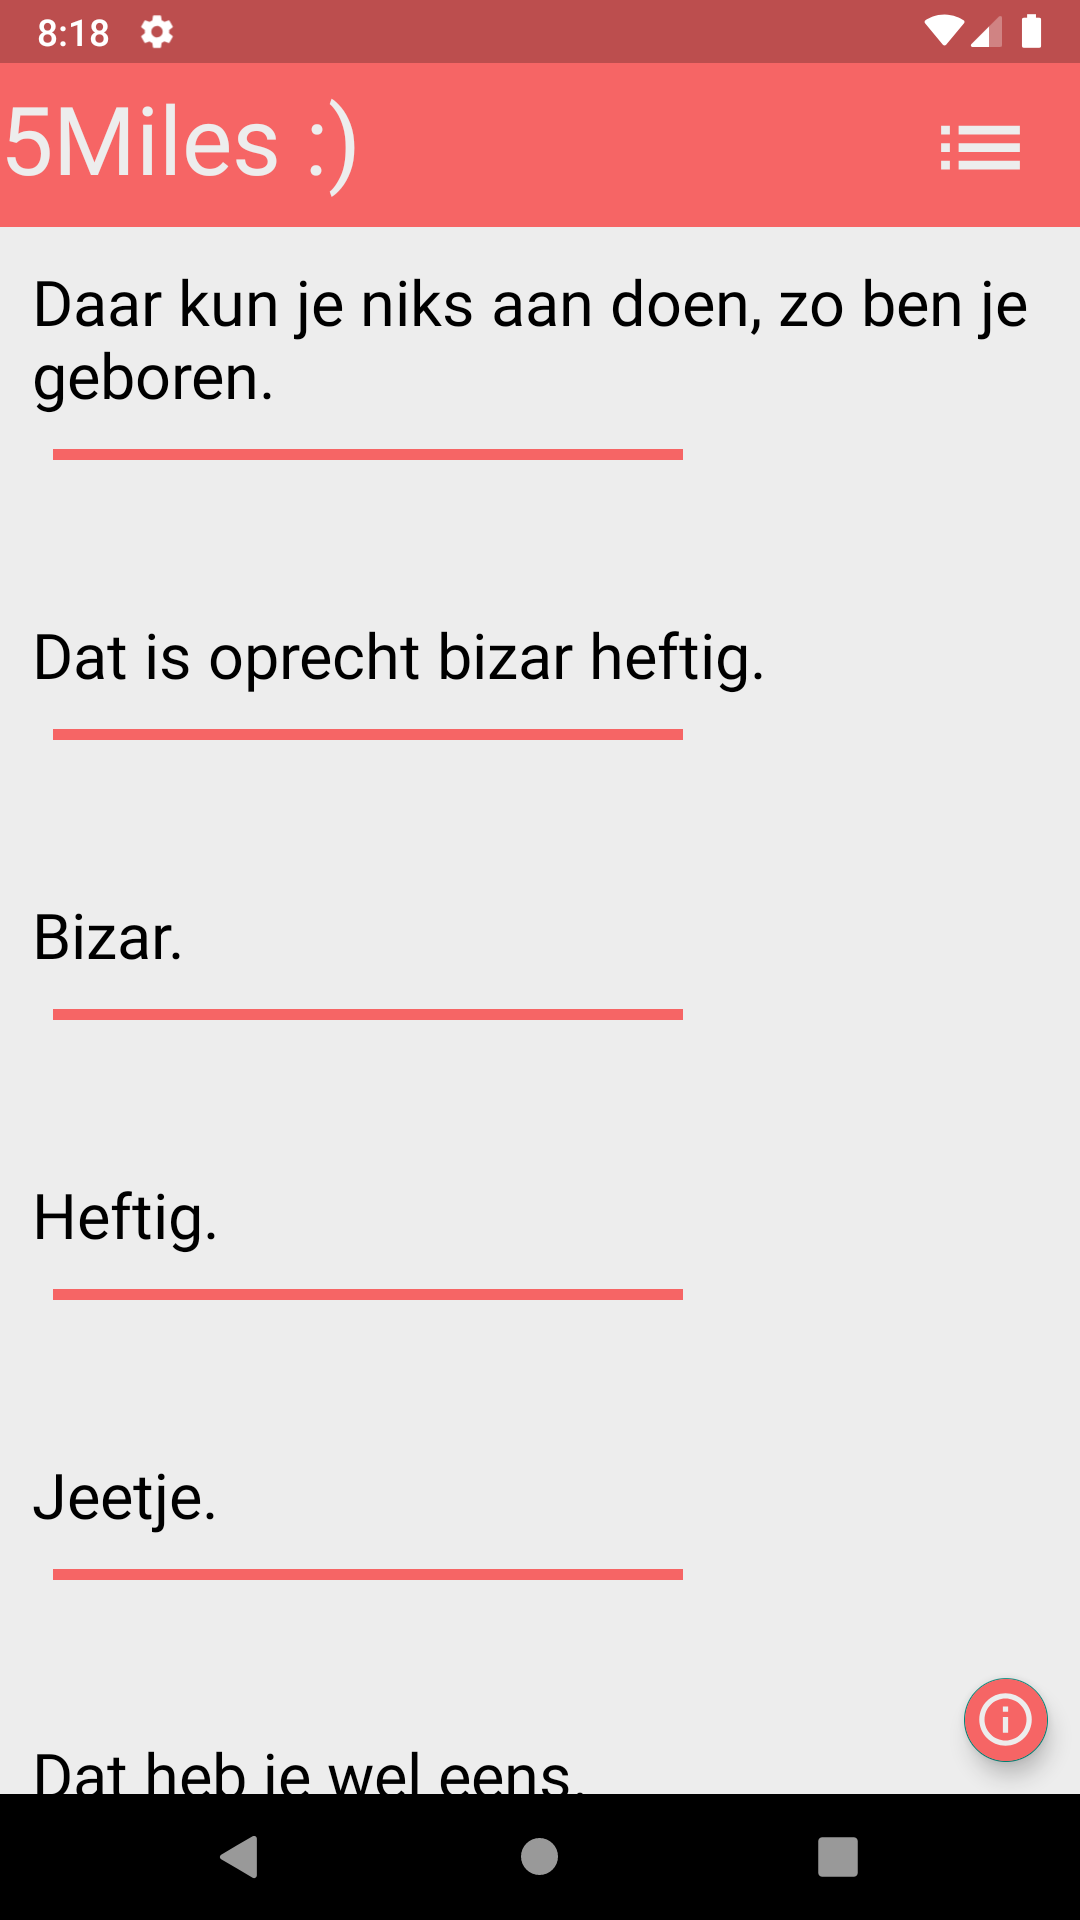 8:18
5Miles :)
Daar kun je niks aan doen, zo ben je
geboren.
Dat is oprecht bizar heftig.
Bizar.
Heftig.
Jeetje.
Dat heb je wel eens.